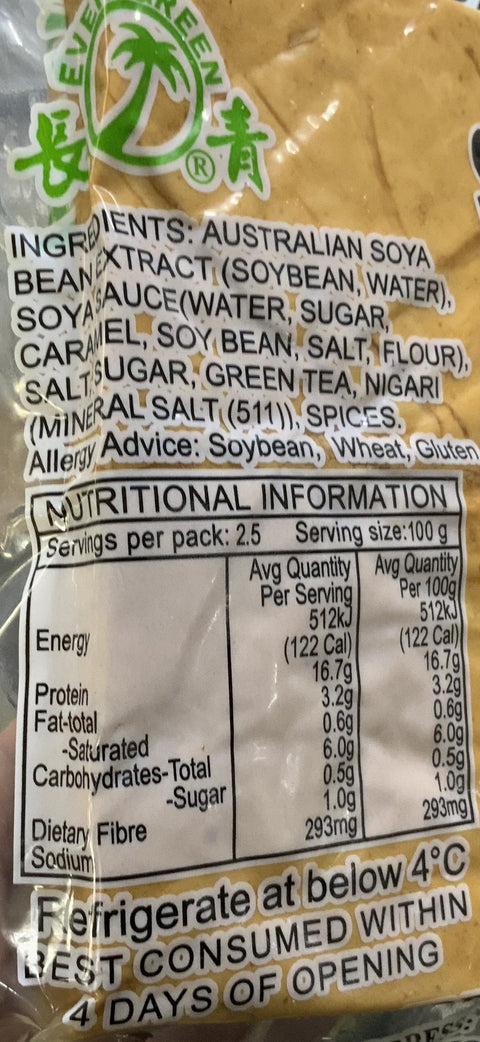 EVERGREEN
長青
®
INGREDIENTS: AUSTRALIAN SOYA
BEAN EXTRACT (SOYBEAN, WATER),
SOYA SAUCE(WATER, SUGAR,
CARAMEL, SOY BEAN, SALT, FLOUR),
SALT SUGAR, GREEN TEA, NIGARI
(MINERAL SALT (511)), SPICES.
Allergy Advice: Soybean, Wheat, Gluten
NUTRITIONAL INFORMATION
Servings per pack: 2.5 Serving size:100 g
Avg Quantity Avg Quantity
Per Serving Per 100g
Energy 512kJ 512kJ
(122 Cal) (122 Cal)
Protein 16.7g 16.7g
Fat-total 3.2g 3.2g
-Saturated 0.6g 0.6g
Carbohydrates-Total 6.0g 6.0g
-Sugar 0.5g 0.5g
Dietary Fibre 1.0g 1.0g
Sodium 293mg 293mg
Refrigerate at below 4°C
BEST CONSUMED WITHIN
4 DAYS OF OPENING